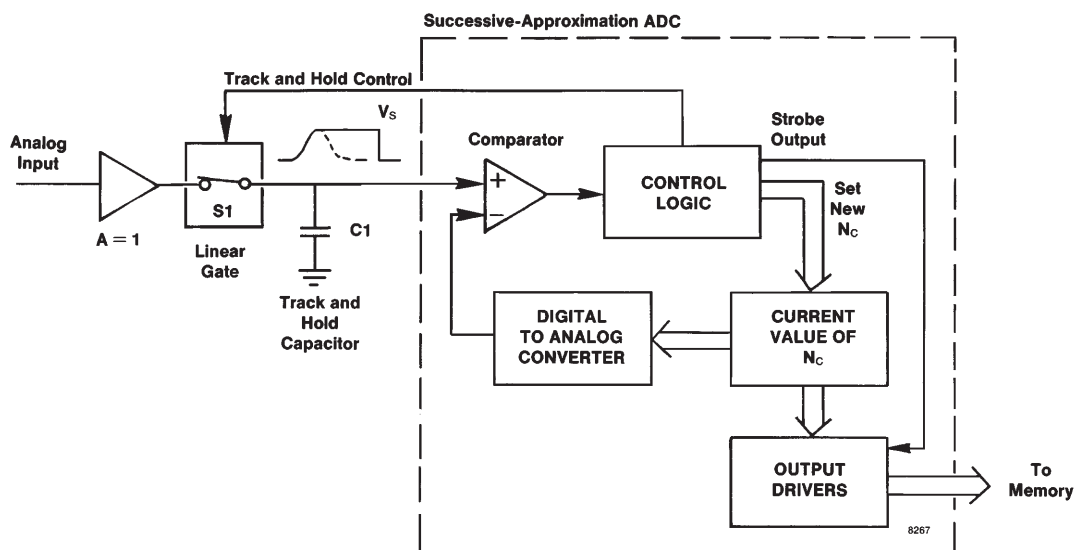 Successive-Approximation ADC
Track and Hold Control
Vs
Analog
Input
A = 1
S1
Linear
Gate
C1
Track and
Hold
Capacitor
Comparator
+
−
CONTROL
LOGIC
Strobe
Output
Set
New
Nc
DIGITAL
TO ANALOG
CONVERTER
CURRENT
VALUE OF
Nc
OUTPUT
DRIVERS
To
Memory
8267